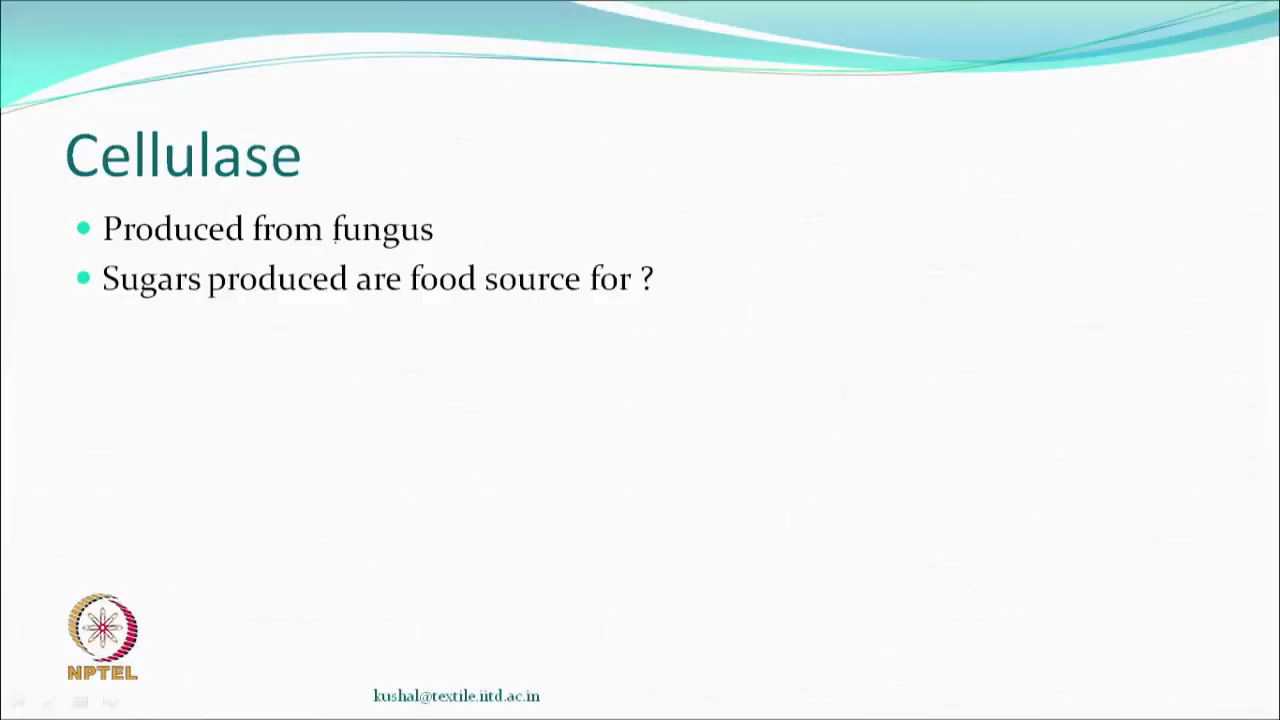 Cellulase
Produced from fungus
Sugars produced are food source for ?
NPTEL
kushal@textile.iitd.ac.in